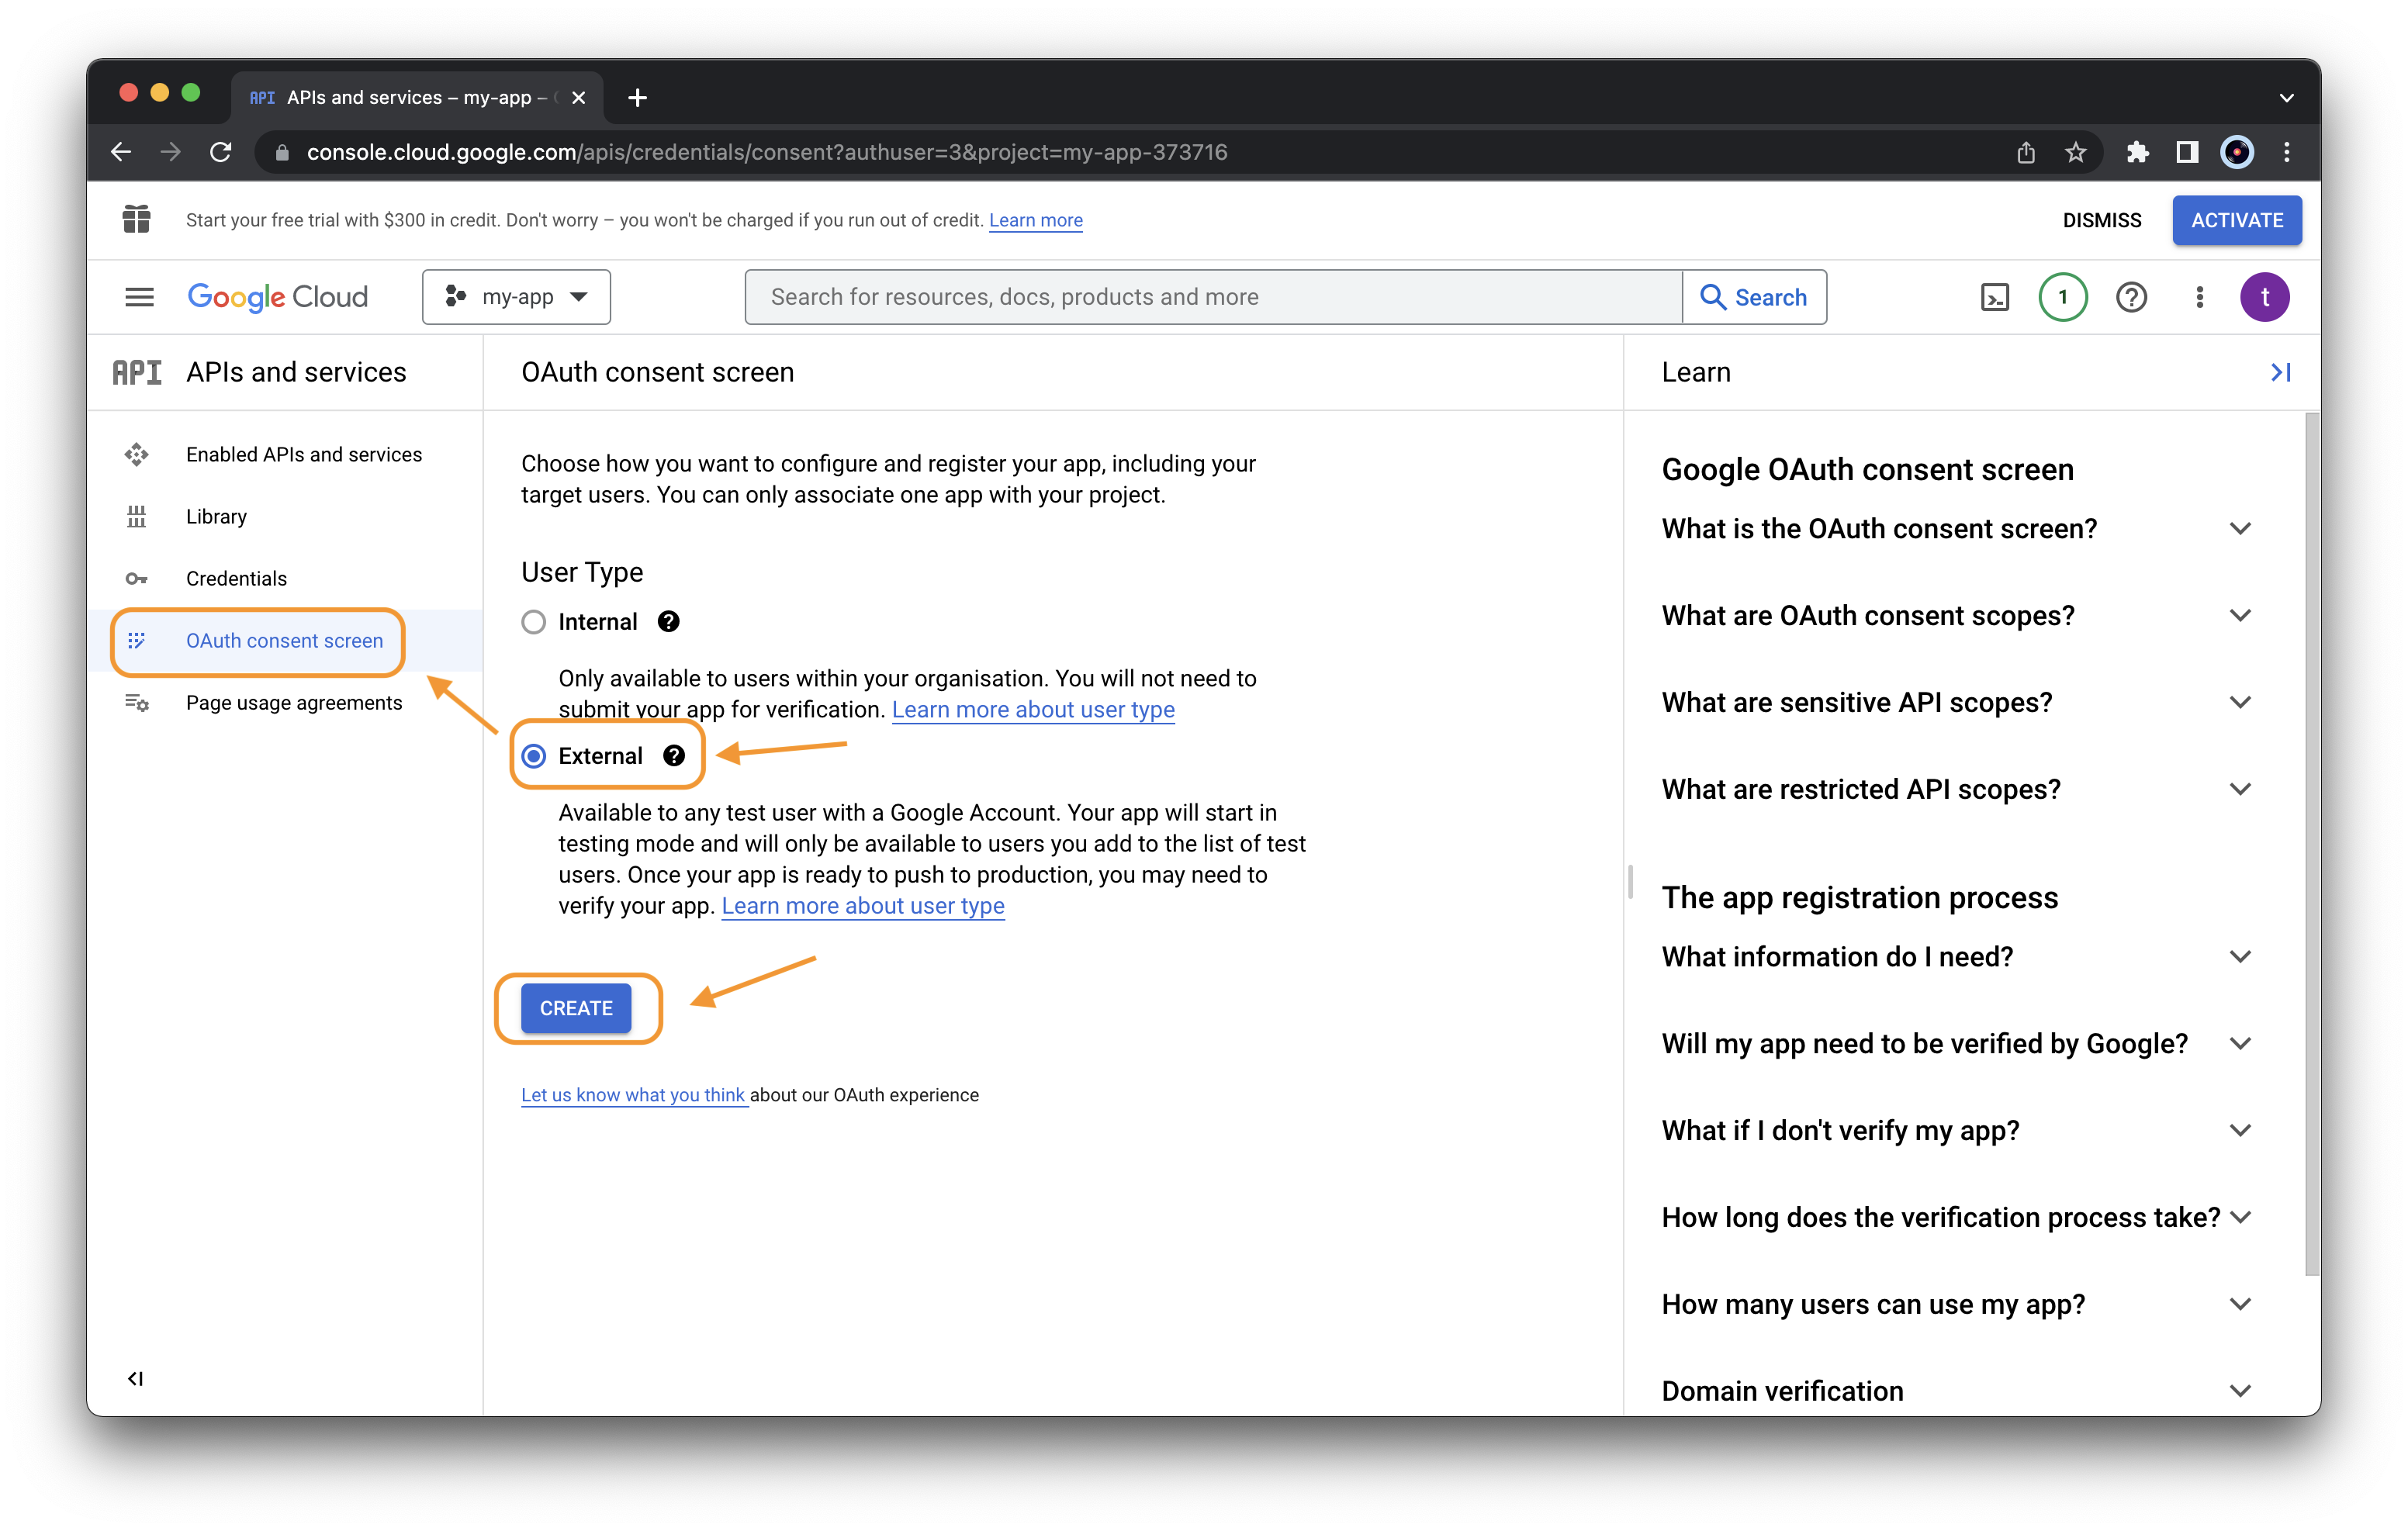 API APIs and services – my-app –
console.cloud.google.com/apis/credentials/consent?authuser=3&project=my-app-373716
Start your free trial with $300 in credit. Don't worry – you won't be charged if you run out of credit. Learn more
DISMISS
ACTIVATE
Google Cloud
my-app
Search for resources, docs, products and more
Search
1
t
API APIs and services
Enabled APIs and services
Library
Credentials
OAuth consent screen
Page usage agreements
OAuth consent screen
Choose how you want to configure and register your app, including your
target users. You can only associate one app with your project.
User Type
Internal
Only available to users within your organisation. You will not need to
submit your app for verification. Learn more about user type
External
Available to any test user with a Google Account. Your app will start in
testing mode and will only be available to users you add to the list of test
users. Once your app is ready to push to production, you may need to
verify your app. Learn more about user type
CREATE
Let us know what you think about our OAuth experience
Learn
Google OAuth consent screen
What is the OAuth consent screen?
What are OAuth consent scopes?
What are sensitive API scopes?
What are restricted API scopes?
The app registration process
What information do I need?
Will my app need to be verified by Google?
What if I don't verify my app?
How long does the verification process take?
How many users can use my app?
Domain verification